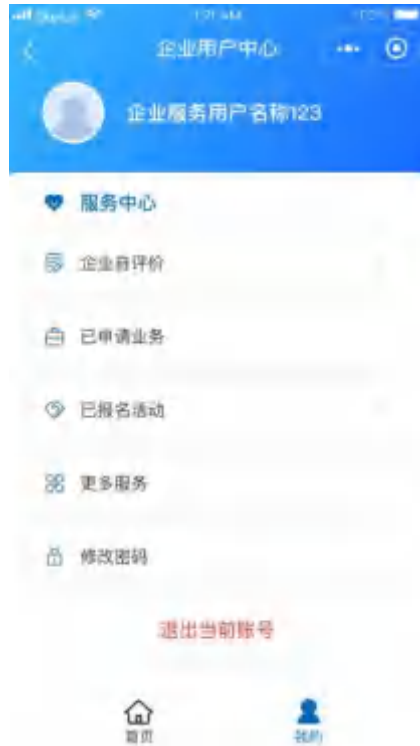 企业用户中心
企业服务用户名称123
服务中心
企业自评价
已申请业务
已报名活动
更多服务
修改密码
退出当前账号
首页
我的